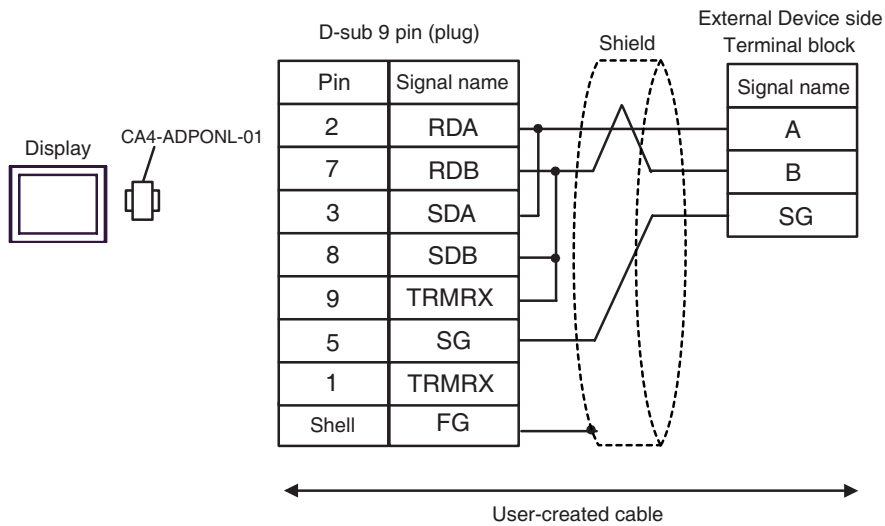 D-sub 9 pin (plug)
Shield
External Device side
Terminal block
Display
CA4-ADPONL-01
Pin Signal name
2 RDA
7 RDB
3 SDA
8 SDB
9 TRMRX
5 SG
1 TRMRX
Shell FG
Signal name
A
B
SG
User-created cable